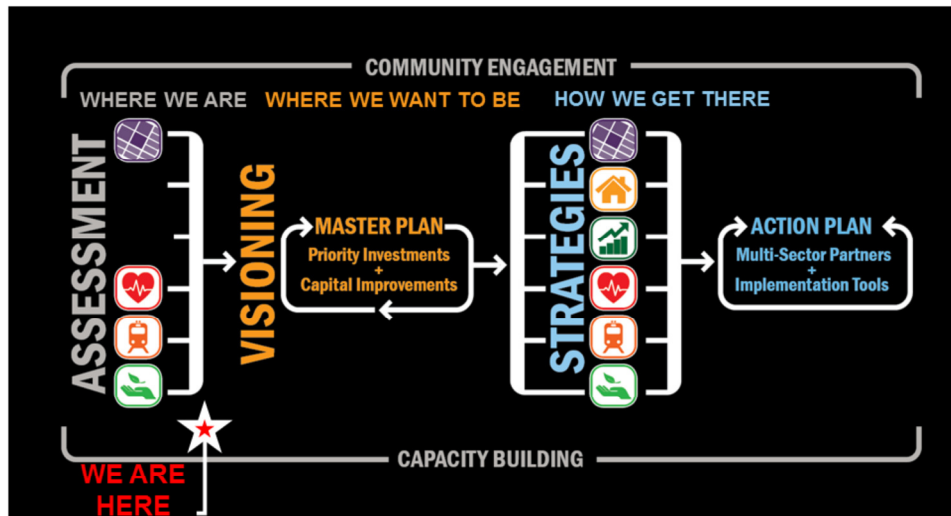 COMMUNITY ENGAGEMENT
WHERE WE ARE
WHERE WE WANT TO BE
HOW WE GET THERE
ASSESSMENT
VISIONING
MASTER PLAN
Priority Investments
+
Capital Improvements
STRATEGIES
ACTION PLAN
Multi-Sector Partners
+
Implementation Tools
WE ARE
HERE
CAPACITY BUILDING